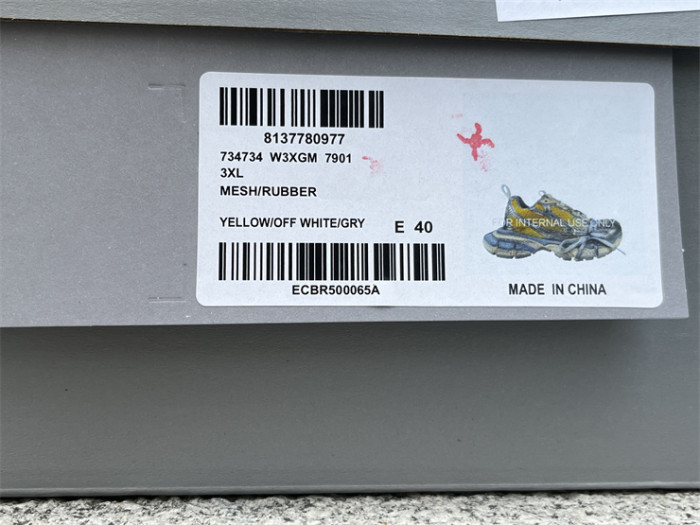 8137780977
734734 W3XGM 7901
3XL
MESH/RUBBER
YELLOW/OFF WHITE/GRY E 40
ECBR500065A
FOR INTERNAL USE ONLY
MADE IN CHINA